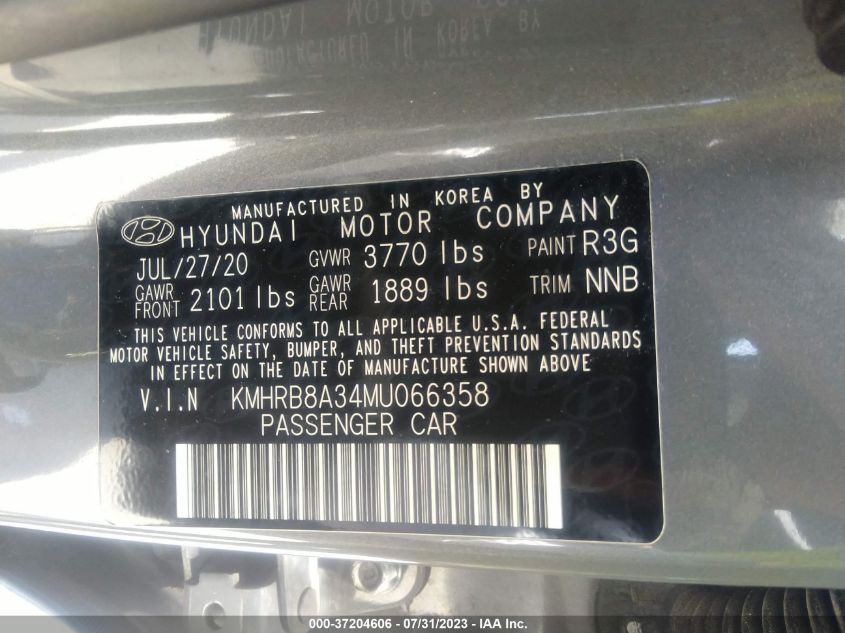 MANUFACTURED IN KOREA BY
HYUNDAI MOTOR COMPANY
JUL/27/20 GVWR 3770 lbs PAINT R3G
GAWR FRONT 2101 lbs GAWR REAR 1889 lbs TRIM NNB
THIS VEHICLE CONFORMS TO ALL APPLICABLE U.S.A. FEDERAL
MOTOR VEHICLE SAFETY, BUMPER, AND THEFT PREVENTION STANDARDS
IN EFFECT ON THE DATE OF MANUFACTURE SHOWN ABOVE
V.I.N KMHRB8A34MU066358
PASSENGER CAR
000-37204606 - 07/31/2023 - IAA Inc.